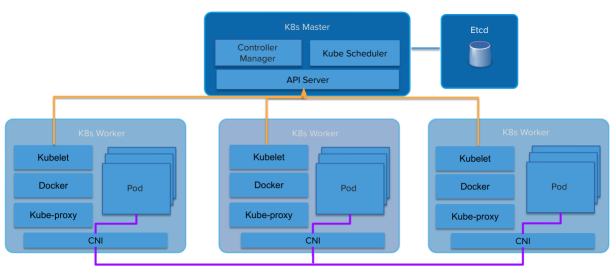 K8s Master
Etcd
Controller
Manager
Kube Scheduler
API Server
K8s Worker
K8s Worker
K8s Worker
Kubelet
Docker
Kube-proxy
Pod
CNI
Kubelet
Docker
Kube-proxy
Pod
CNI
Kubelet
Docker
Kube-proxy
Pod
CNI